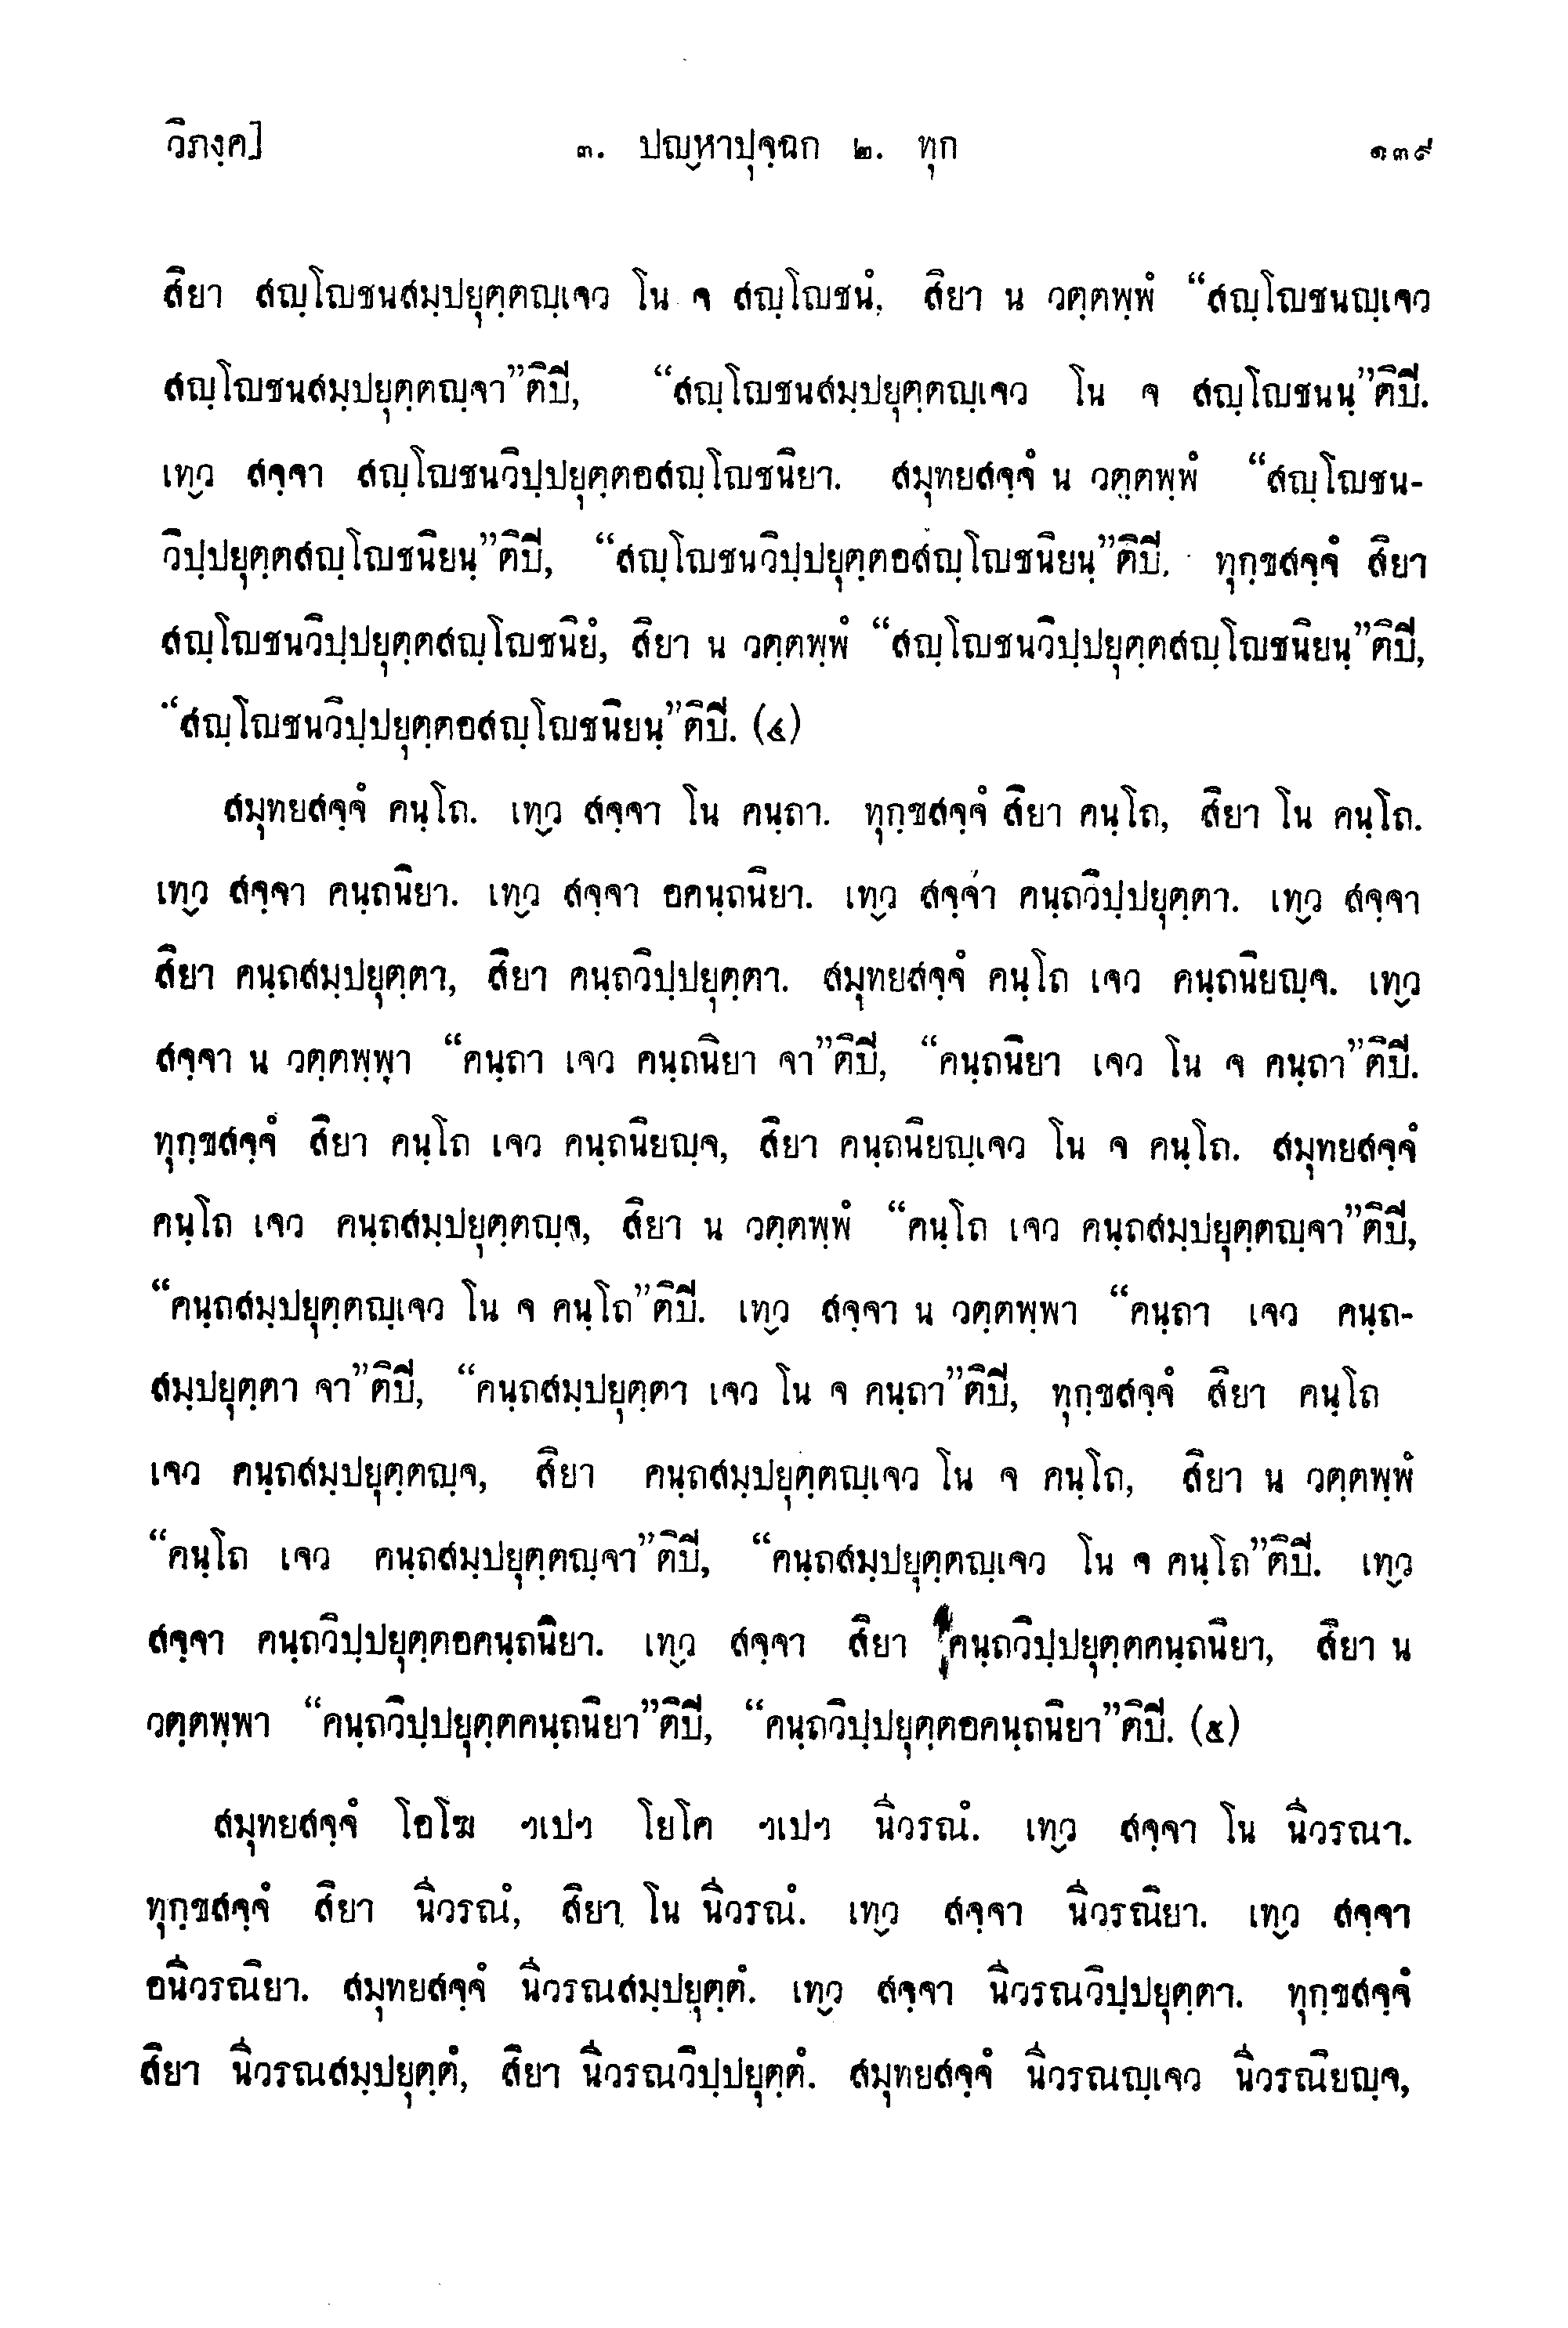 วิภงฺค]	๓. ปญฺหาปุจฺฉก ๒. ทุก	๑๓๙
สิยา สญฺโญชนสมฺปยุตฺตญฺเจว โน จ สญฺโญชนํ, สิยา น วตฺตพฺพํ “สญฺโญชนญฺเจว
สญฺโญชนสมฺปยุตฺตญฺจา”ติปี, “สญฺโญชนสมฺปยุตฺตญฺเจว โน จ สญฺโญชนนฺ”ติปี.
เทฺว สจฺจา สญฺโญชนวิปฺปยุตฺตอสญฺโญชนิยา. สมุทยสจฺจํ น วตฺตพฺพํ “สญฺโญชน-
วิปฺปยุตฺตสญฺโญชนิยนฺ”ติปี, “สญฺโญชนวิปฺปยุตฺตอสญฺโญชนิยนฺ”ติปี. ทุกฺขสจฺจํ สิยา
สญฺโญชนวิปฺปยุตฺตสญฺโญชนิยํ, สิยา น วตฺตพฺพํ “สญฺโญชนวิปฺปยุตฺตสญฺโญชนิยนฺ”ติปี,
“สญฺโญชนวิปฺปยุตฺตอสญฺโญชนิยนฺ”ติปี. (๔)
สมุทยสจฺจํ คนฺโถ. เทฺว สจฺจา โน คนฺถา. ทุกฺขสจฺจํ สิยา คนฺโถ, สิยา โน คนฺโถ.
เทฺว สจฺจา คนฺถนิยา. เทฺว สจฺจา อคนฺถนิยา. เทฺว สจฺจา คนฺถวิปฺปยุตฺตา. เทฺว สจฺจา
สิยา คนฺถสมฺปยุตฺตา, สิยา คนฺถวิปฺปยุตฺตา. สมุทยสจฺจํ คนฺโถ เจว คนฺถนิยญฺจ. เทฺว
สจฺจา น วตฺตพฺพา “คนฺถา เจว คนฺถนิยา จา”ติปี, “คนฺถนิยา เจว โน จ คนฺถา”ติปี.
ทุกฺขสจฺจํ สิยา คนฺโถ เจว คนฺถนิยญฺจ, สิยา คนฺถนิยญฺเจว โน จ คนฺโถ. สมุทยสจฺจํ
คนฺโถ เจว คนฺถสมฺปยุตฺตญฺจ, สิยา น วตฺตพฺพํ “คนฺโถ เจว คนฺถสมฺปยุตฺตญฺจา”ติปี,
“คนฺถสมฺปยุตฺตญฺเจว โน จ คนฺโถ”ติปี. เทฺว สจฺจา น วตฺตพฺพา “คนฺถา เจว คนฺถ-
สมฺปยุตฺตา จา”ติปี, “คนฺถสมฺปยุตฺตา เจว โน จ คนฺถา”ติปี, ทุกฺขสจฺจํ สิยา คนฺโถ
เจว คนฺถสมฺปยุตฺตญฺจ, สิยา คนฺถสมฺปยุตฺตญฺเจว โน จ คนฺโถ, สิยา น วตฺตพฺพํ
“คนฺโถ เจว คนฺถสมฺปยุตฺตญฺจา”ติปี, “คนฺถสมฺปยุตฺตญฺเจว โน จ คนฺโถ”ติปี. เทฺว
สจฺจา คนฺถวิปฺปยุตฺตอคนฺถนิยา. เทฺว สจฺจา สิยา คนฺถวิปฺปยุตฺตคนฺถนิยา, สิยา น
วตฺตพฺพา “คนฺถวิปฺปยุตฺตคนฺถนิยา”ติปี, “คนฺถวิปฺปยุตฺตอคนฺถนิยา”ติปี. (๕)
สมุทยสจฺจํ โอโฆ ฯเปฯ โยโค ฯเปฯ นิ่วรณํ. เทฺว สจฺจา โน นิ่วรณา.
ทุกฺขสจฺจํ สิยา นิ่วรณํ, สิยา โน นิ่วรณํ. เทฺว สจฺจา นิ่วรณิยา. เทฺว สจฺจา
อนิ่วรณิยา. สมุทยสจฺจํ นิ่วรณสมฺปยุตฺตํ. เทฺว สจฺจา นิ่วรณวิปฺปยุตฺตา. ทุกฺขสจฺจํ
สิยา นิ่วรณสมฺปยุตฺตํ, สิยา นิ่วรณวิปฺปยุตฺตํ. สมุทยสจฺจํ นิ่วรณญฺเจว นิ่วรณิยญฺจ,